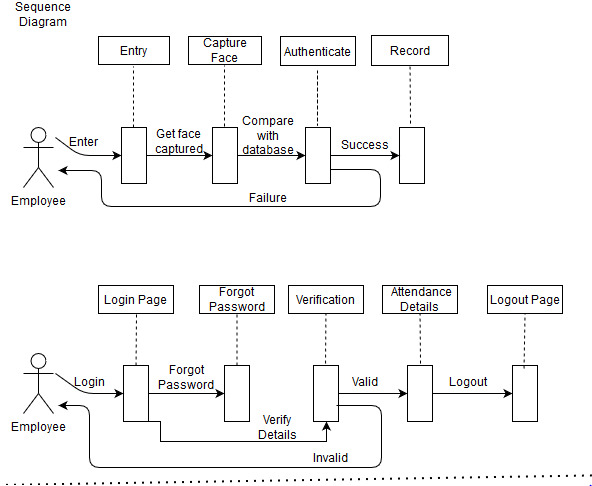 Sequence
Diagram
Entry
Capture
Face
Authenticate
Record
Enter
Get face
captured
Compare
with
database
Success
Employee
Failure
Login Page
Forgot
Password
Verification
Attendance
Details
Logout Page
Login
Forgot
Password
Valid
Logout
Employee
Verify
Details
Invalid